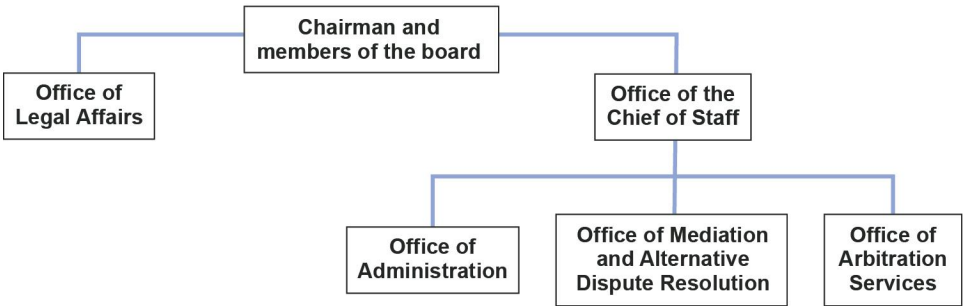 Chairman and
members of the board
Office of
Legal Affairs
Office of the
Chief of Staff
Office of
Administration
Office of Mediation
and Alternative
Dispute Resolution
Office of
Arbitration
Services